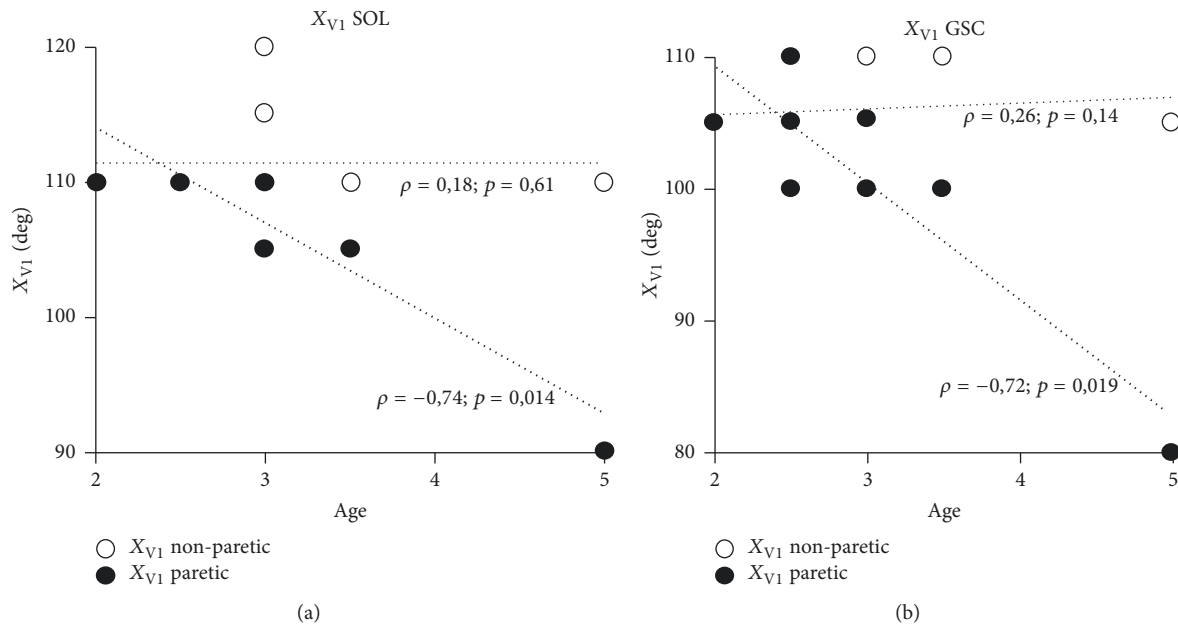 X_V1 SOL
120
110
100
90
X_V1 (deg)
ρ = 0,18; p = 0,61
ρ = −0,74; p = 0,014
2 3 4 5
Age
X_V1 non-paretic
X_V1 paretic
(a)
X_V1 GSC
110
100
90
80
X_V1 (deg)
ρ = 0,26; p = 0,14
ρ = −0,72; p = 0,019
2 3 4 5
Age
X_V1 non-paretic
X_V1 paretic
(b)